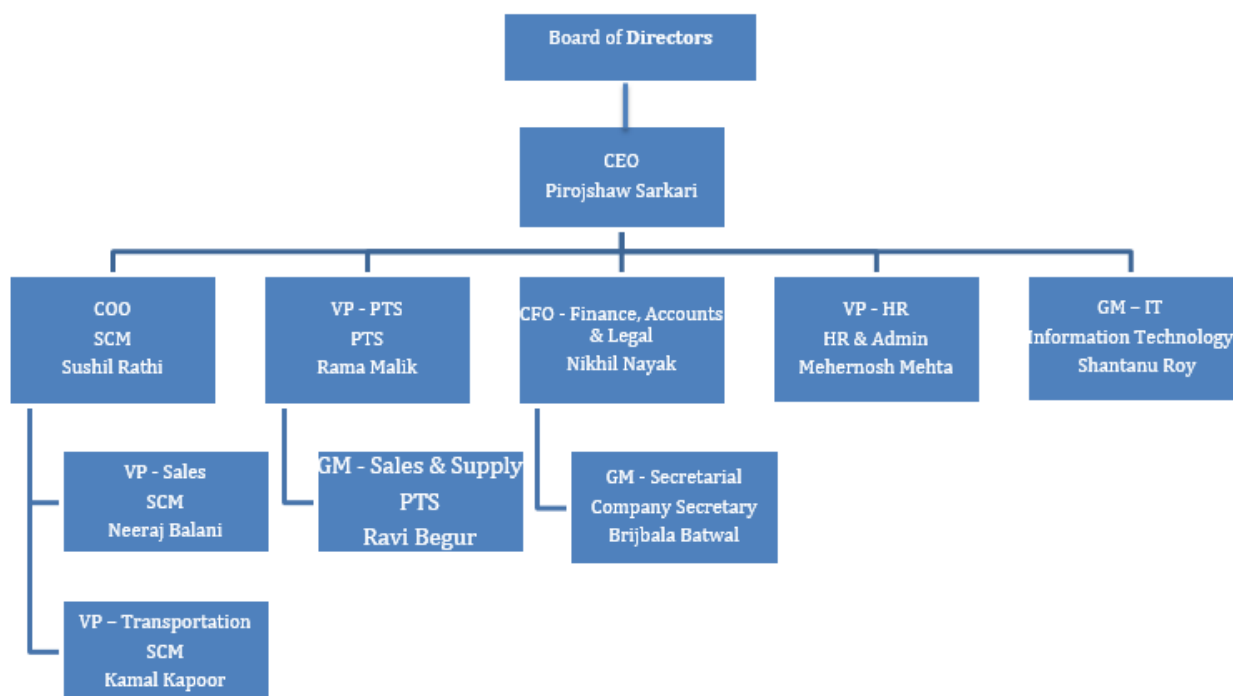 Board of Directors
CEO
Pirojshaw Sarkari
COO
SCM
Sushil Rathi
VP - PTS
PTS
Rama Malik
CFO - Finance, Accounts
& Legal
Nikhil Nayak
VP - HR
HR & Admin
Mehernosh Mehta
GM – IT
Information Technology
Shantanu Roy
VP - Sales
SCM
Neeraj Balani
GM - Sales & Supply
PTS
Ravi Begur
GM - Secretarial
Company Secretary
Brijbala Batwal
VP – Transportation
SCM
Kamal Kapoor